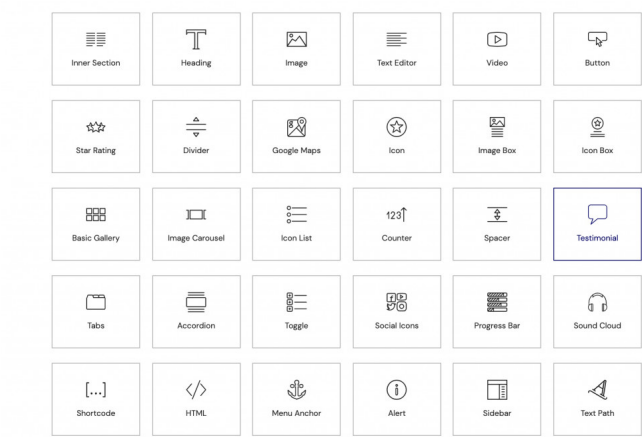 Inner Section
Heading
Image
Text Editor
Video
Button
Star Rating
Divider
Google Maps
Icon
Image Box
Icon Box
Basic Gallery
Image Carousel
Icon List
123
Counter
Spacer
Testimonial
Tabs
Accordion
Toggle
Social Icons
Progress Bar
Sound Cloud
[...]
Shortcode
</>
HTML
Menu Anchor
Alert
Sidebar
Text Path